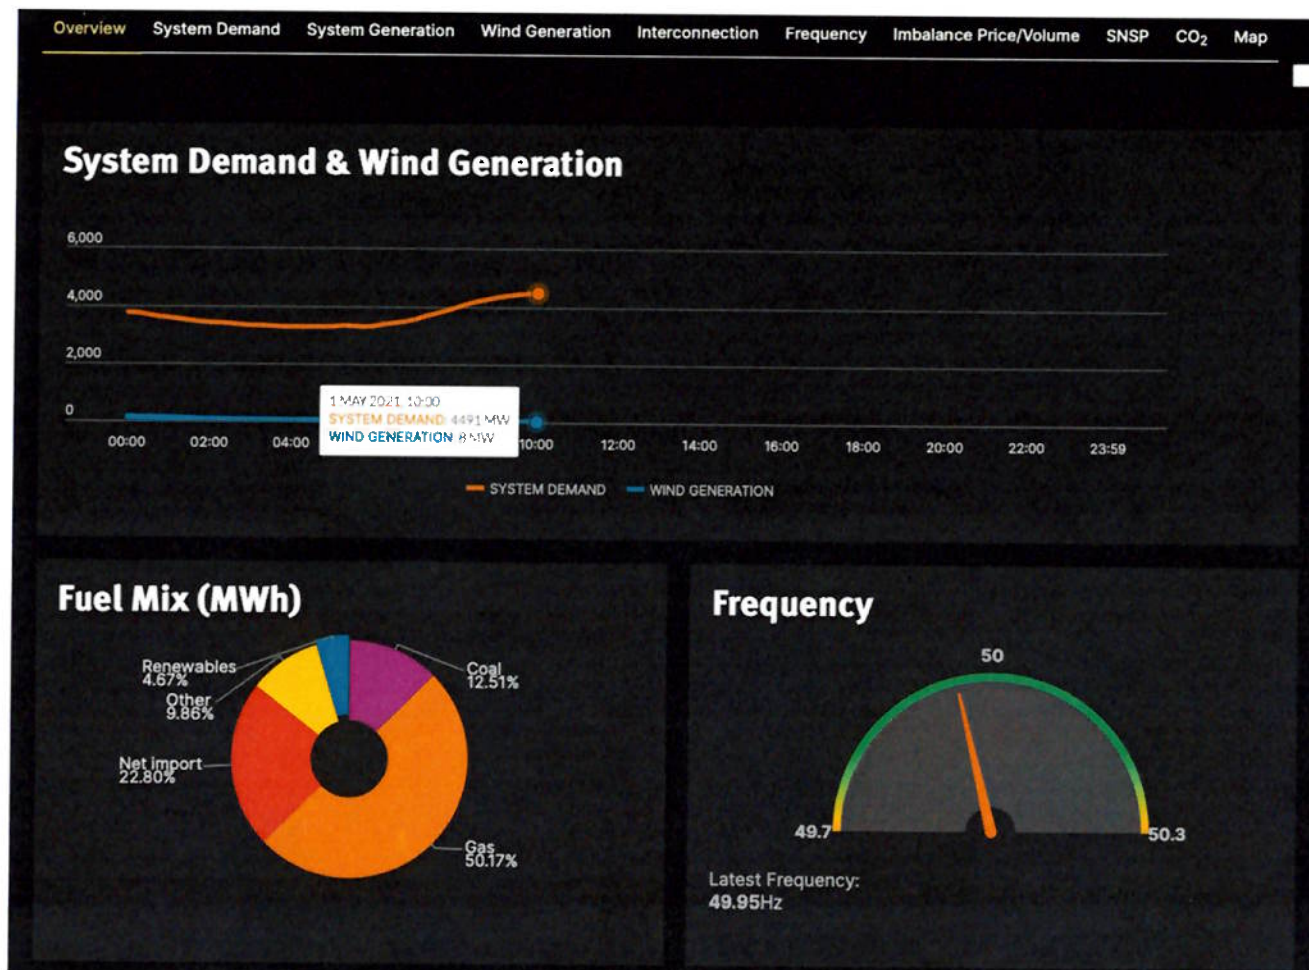 Overview System Demand System Generation Wind Generation Interconnection Frequency Imbalance Price/Volume SNSP CO₂ Map
System Demand & Wind Generation
6,000
4,000
2,000
0
1 MAY 2021, 10:00
SYSTEM DEMAND: 4491 MW
WIND GENERATION: 8 MW
00:00 02:00 04:00 10:00 12:00 14:00 16:00 18:00 20:00 22:00 23:59
SYSTEM DEMAND WIND GENERATION
Fuel Mix (MWh)
Renewables
4.67%
Other
9.86%
Net import
22.80%
Coal
12.51%
Gas
50.17%
Frequency
50
49.7
50.3
Latest Frequency:
49.95Hz